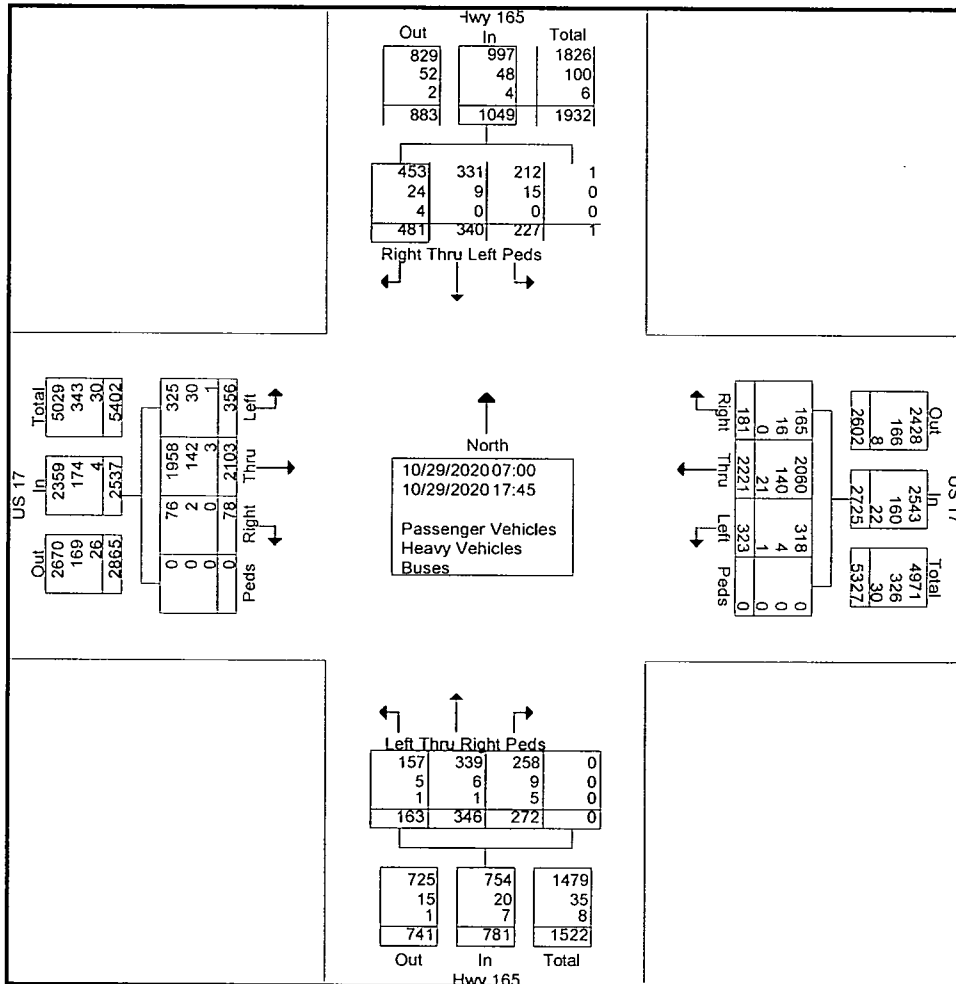 Hwy 165
Out In Total
829 997 1826
52 48 100
2 4 6
883 1049 1932
453 331 212 1
24 9 15 0
4 0 0 0
481 340 227 1
Right Thru Left Peds
US 17
Total In Out
5029 2359 2670
343 174 169
30 4 26
5402 2537 2865
325 1958 76 0
30 142 2 0
1 3 0 0
356 2103 78 0
Left Thru Right Peds
North
10/29/2020 07:00
10/29/2020 17:45
Passenger Vehicles
Heavy Vehicles
Buses
Right Thru Left Peds
165 2060 318 0
16 140 4 0
0 21 1 0
181 2221 323 0
US 17
Out In Total
2428 2543 4971
166 160 326
8 22 30
2602 2725 5327
Left Thru Right Peds
157 339 258 0
5 6 9 0
1 1 5 0
163 346 272 0
725 754 1479
15 20 35
1 7 8
741 781 1522
Out In Total
Hwy 165